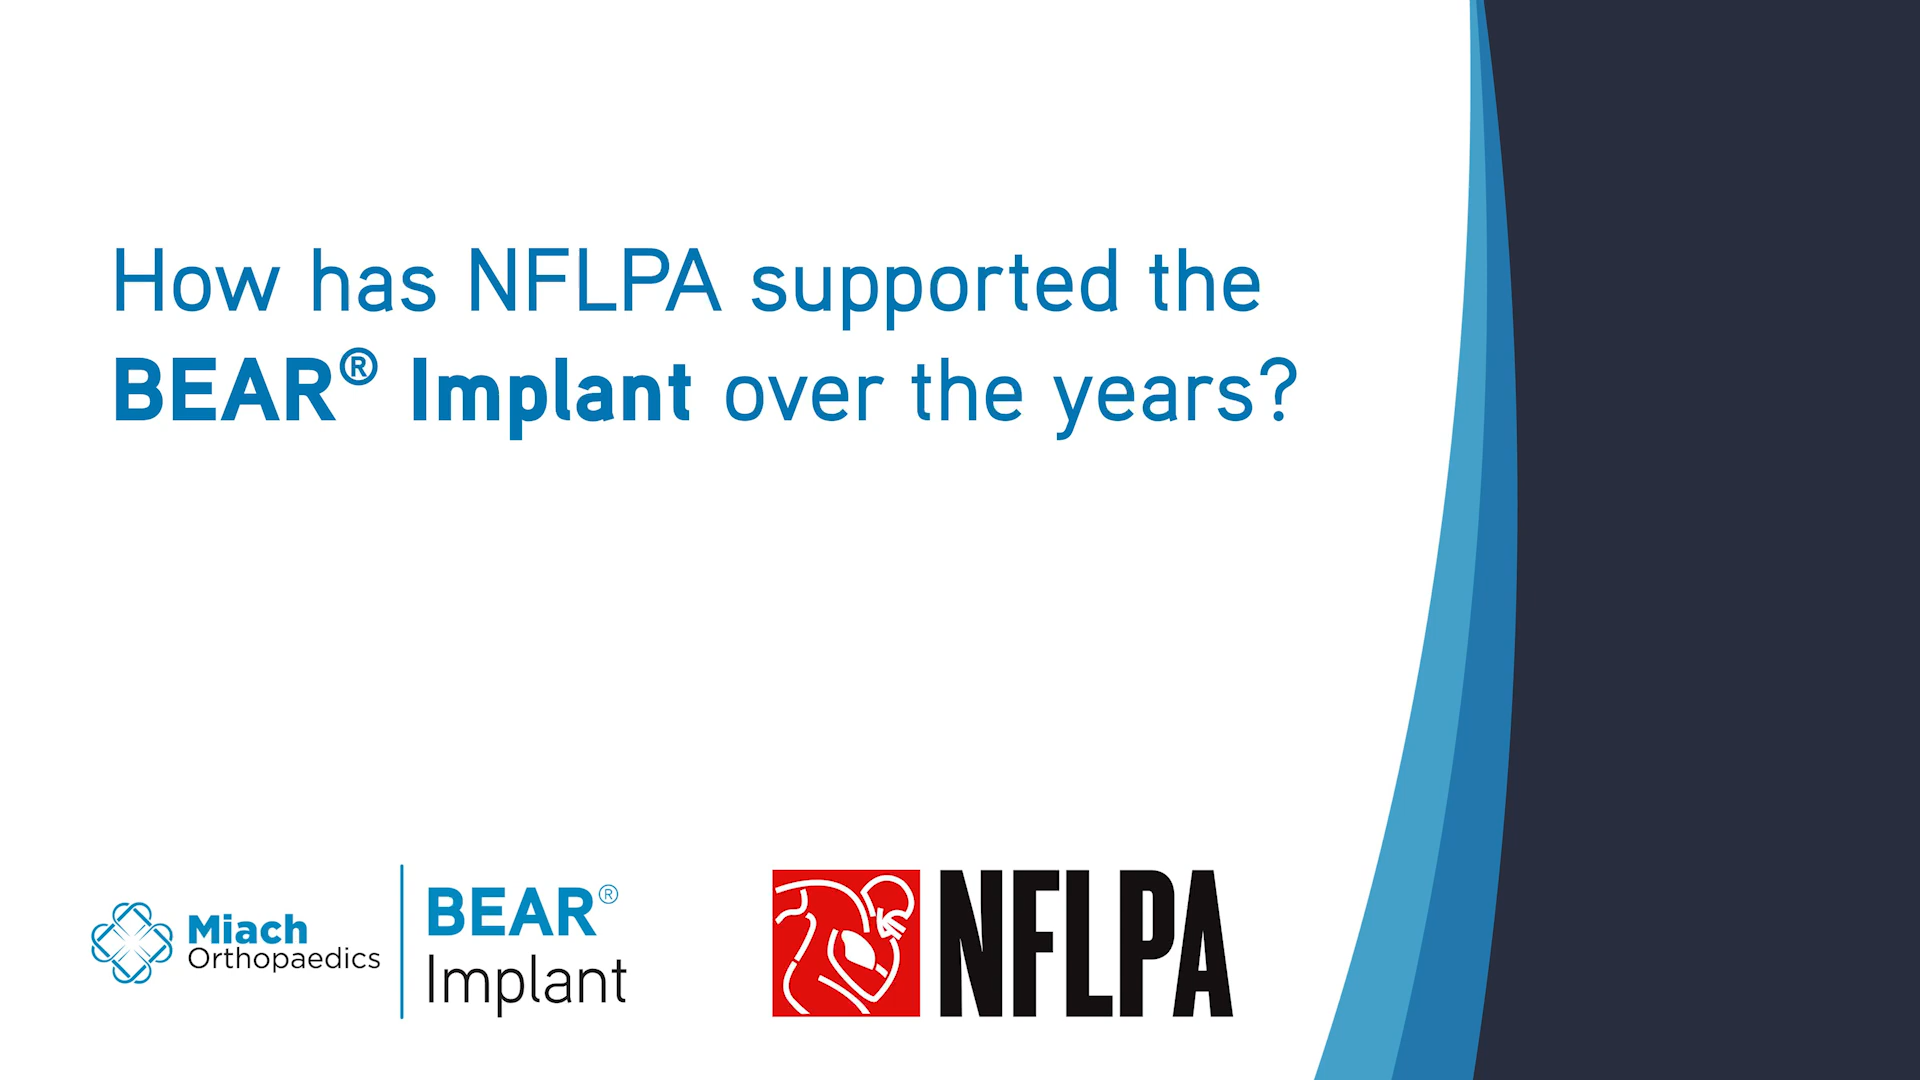 How has NFLPA supported the
BEAR® Implant over the years?
Miach
Orthopaedics
BEAR®
Implant
NFLPA